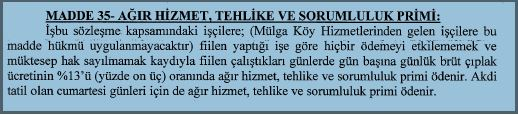 MADDE 35- AĞIR HİZMET, TEHLİKE VE SORUMLULUK PRİMİ:
İşbu sözleşme kapsamındaki işçilere; (Mülga Köy Hizmetlerinden gelen işçilere bu
madde hükmü uygulanmayacaktır) fiilen yaptığı işe göre hiçbir ödemeyi etkilememek ve
müktesep hak sayılmamak kaydıyla fiilen çalıştıkları günlerde gün başına günlük brüt çıplak
ücretinin %13'ü (yüzde on üç) oranında ağır hizmet, tehlike ve sorumluluk primi ödenir. Akdi
tatil olan cumartesi günleri için de ağır hizmet, tehlike ve sorumluluk primi ödenir.